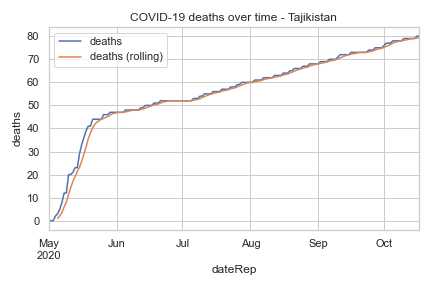 COVID-19 deaths over time - Tajikistan
deaths
deaths (rolling)
80
70
60
50
40
30
20
10
0
deaths
May Jun Jul Aug Sep Oct
2020
dateRep